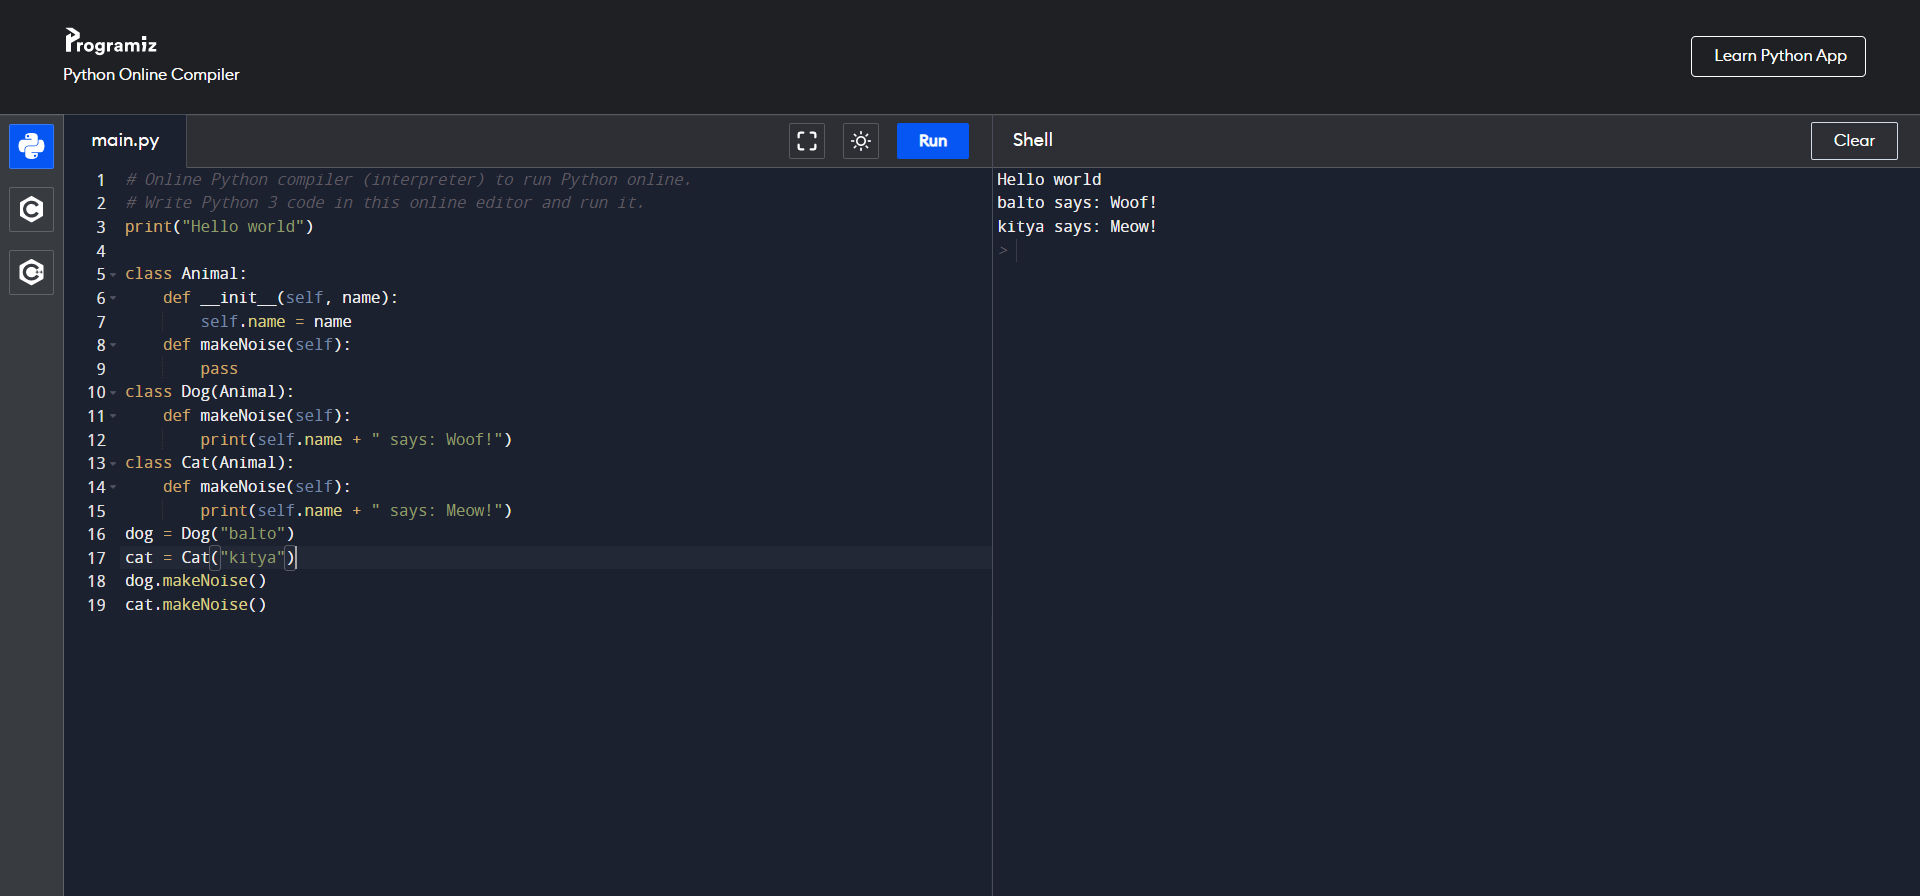 Programiz
Python Online Compiler
Learn Python App
main.py
Run
Shell
Clear
1 # Online Python compiler (interpreter) to run Python online.
2 # Write Python 3 code in this online editor and run it.
3 print("Hello world")
4
5 class Animal:
6     def __init__(self, name):
7         self.name = name
8     def makeNoise(self):
9         pass
10 class Dog(Animal):
11     def makeNoise(self):
12         print(self.name + " says: Woof!")
13 class Cat(Animal):
14     def makeNoise(self):
15         print(self.name + " says: Meow!")
16 dog = Dog("balto")
17 cat = Cat("kitya")
18 dog.makeNoise()
19 cat.makeNoise()
Hello world
balto says: Woof!
kitya says: Meow!
>